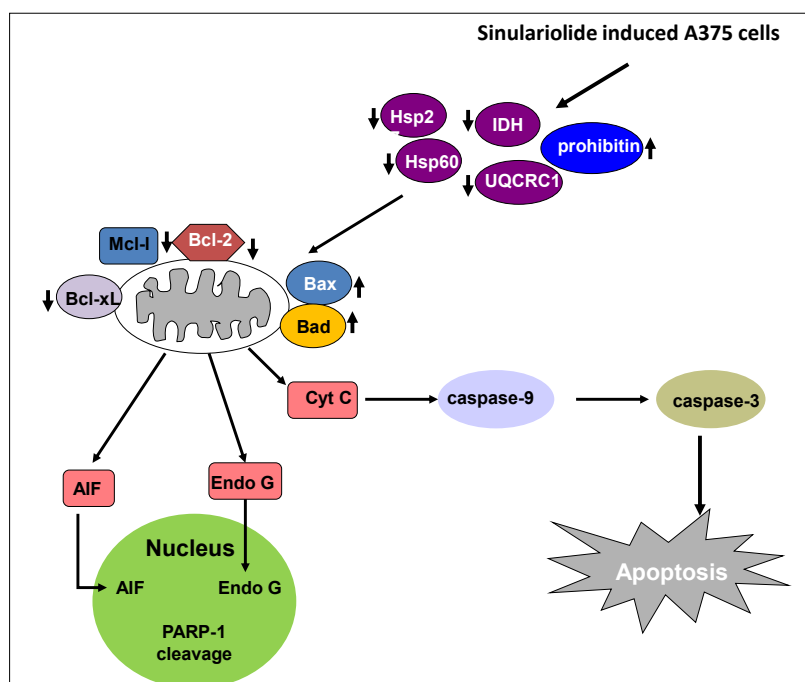 Sinulariolide induced A375 cells
Hsp2
IDH
prohibitin
Hsp60
UQCRC1
Mcl-l
Bcl-2
Bcl-xL
Bax
Bad
Cyt C
caspase-9
caspase-3
AIF
Endo G
Nucleus
AIF
Endo G
PARP-1
cleavage
Apoptosis